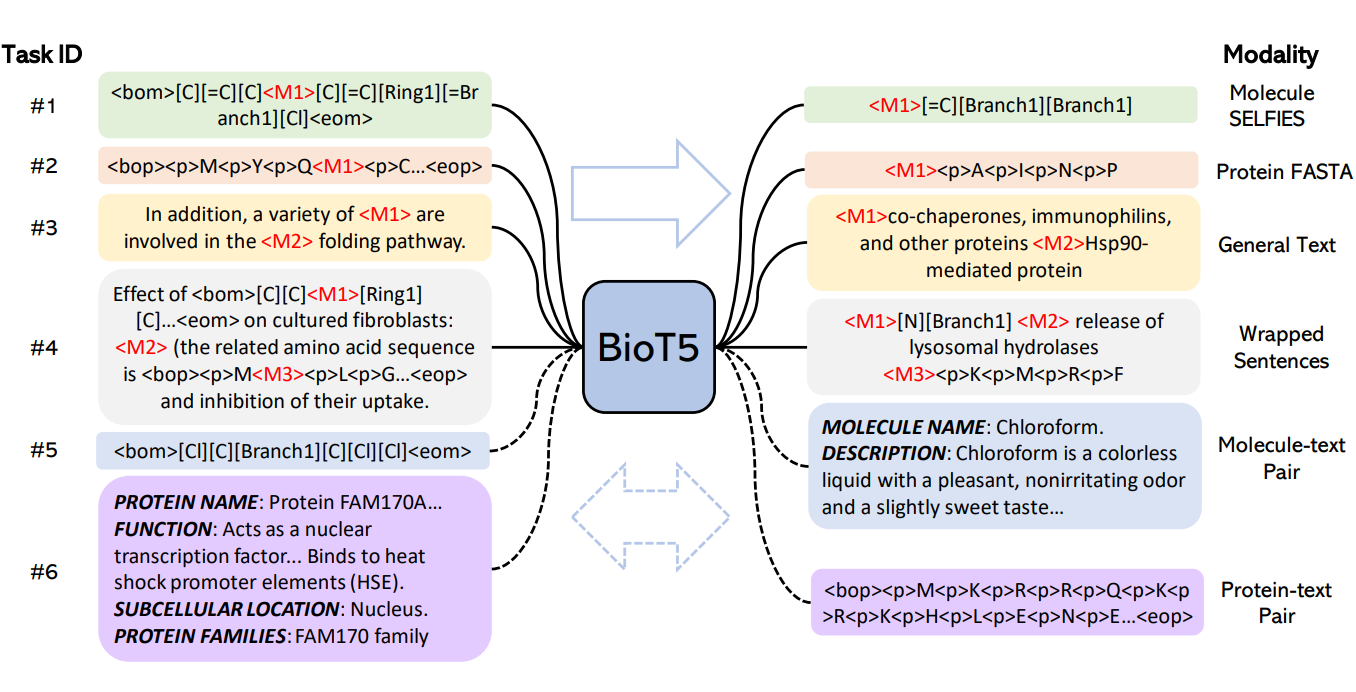 Task ID
Modality
#1
<bom>[C][=C][C]<M1>[C][=C][Ring1][=Br
anch1][Cl]<eom>
<M1>[=C][Branch1][Branch1]
Molecule
SELFIES
#2
<bop><p>M<p>Y<p>Q<M1><p>C...<eop>
<M1><p>A<p>I<p>N<p>P
Protein FASTA
#3
In addition, a variety of <M1> are
involved in the <M2> folding pathway.
<M1>co-chaperones, immunophilins,
and other proteins <M2>Hsp90-
mediated protein
General Text
#4
Effect of <bom>[C][C]<M1>[Ring1]
[C]...<eom> on cultured fibroblasts:
<M2> (the related amino acid sequence
is <bop><p>M<M3><p>L<p>G...<eop>
and inhibition of their uptake.
BioT5
<M1>[N][Branch1] <M2> release of
lysosomal hydrolases
<M3><p>K<p>M<p>R<p>F
Wrapped
Sentences
#5
<bom>[Cl][C][Branch1][C][Cl][Cl]<eom>
MOLECULE NAME: Chloroform.
DESCRIPTION: Chloroform is a colorless
liquid with a pleasant, nonirritating odor
and a slightly sweet taste...
Molecule-text
Pair
#6
PROTEIN NAME: Protein FAM170A...
FUNCTION: Acts as a nuclear
transcription factor... Binds to heat
shock promoter elements (HSE).
SUBCELLULAR LOCATION: Nucleus.
PROTEIN FAMILIES: FAM170 family
<bop><p>M<p>K<p>R<p>R<p>Q<p>K<p
>R<p>K<p>H<p>L<p>E<p>N<p>E...<eop>
Protein-text
Pair